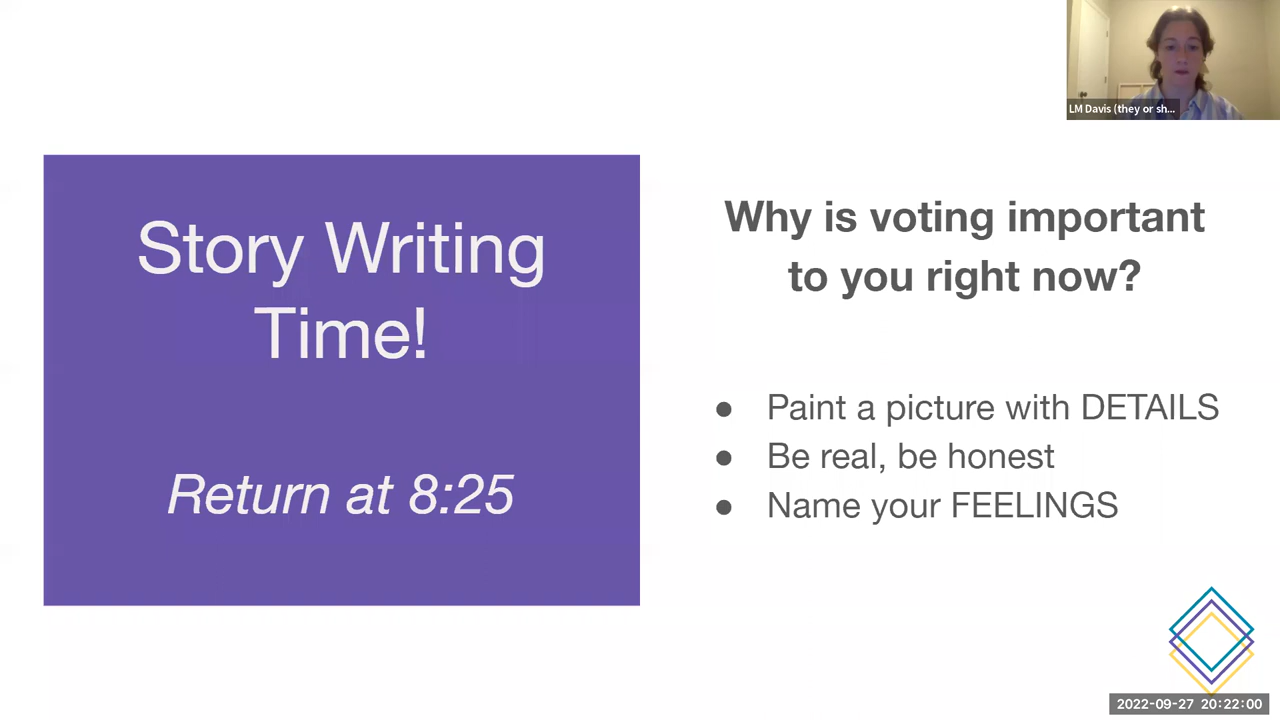 LM Davis (they or sh...
Story Writing
Time!
Return at 8:25
Why is voting important
to you right now?
● Paint a picture with DETAILS
● Be real, be honest
● Name your FEELINGS
2022-09-27 20:22:00